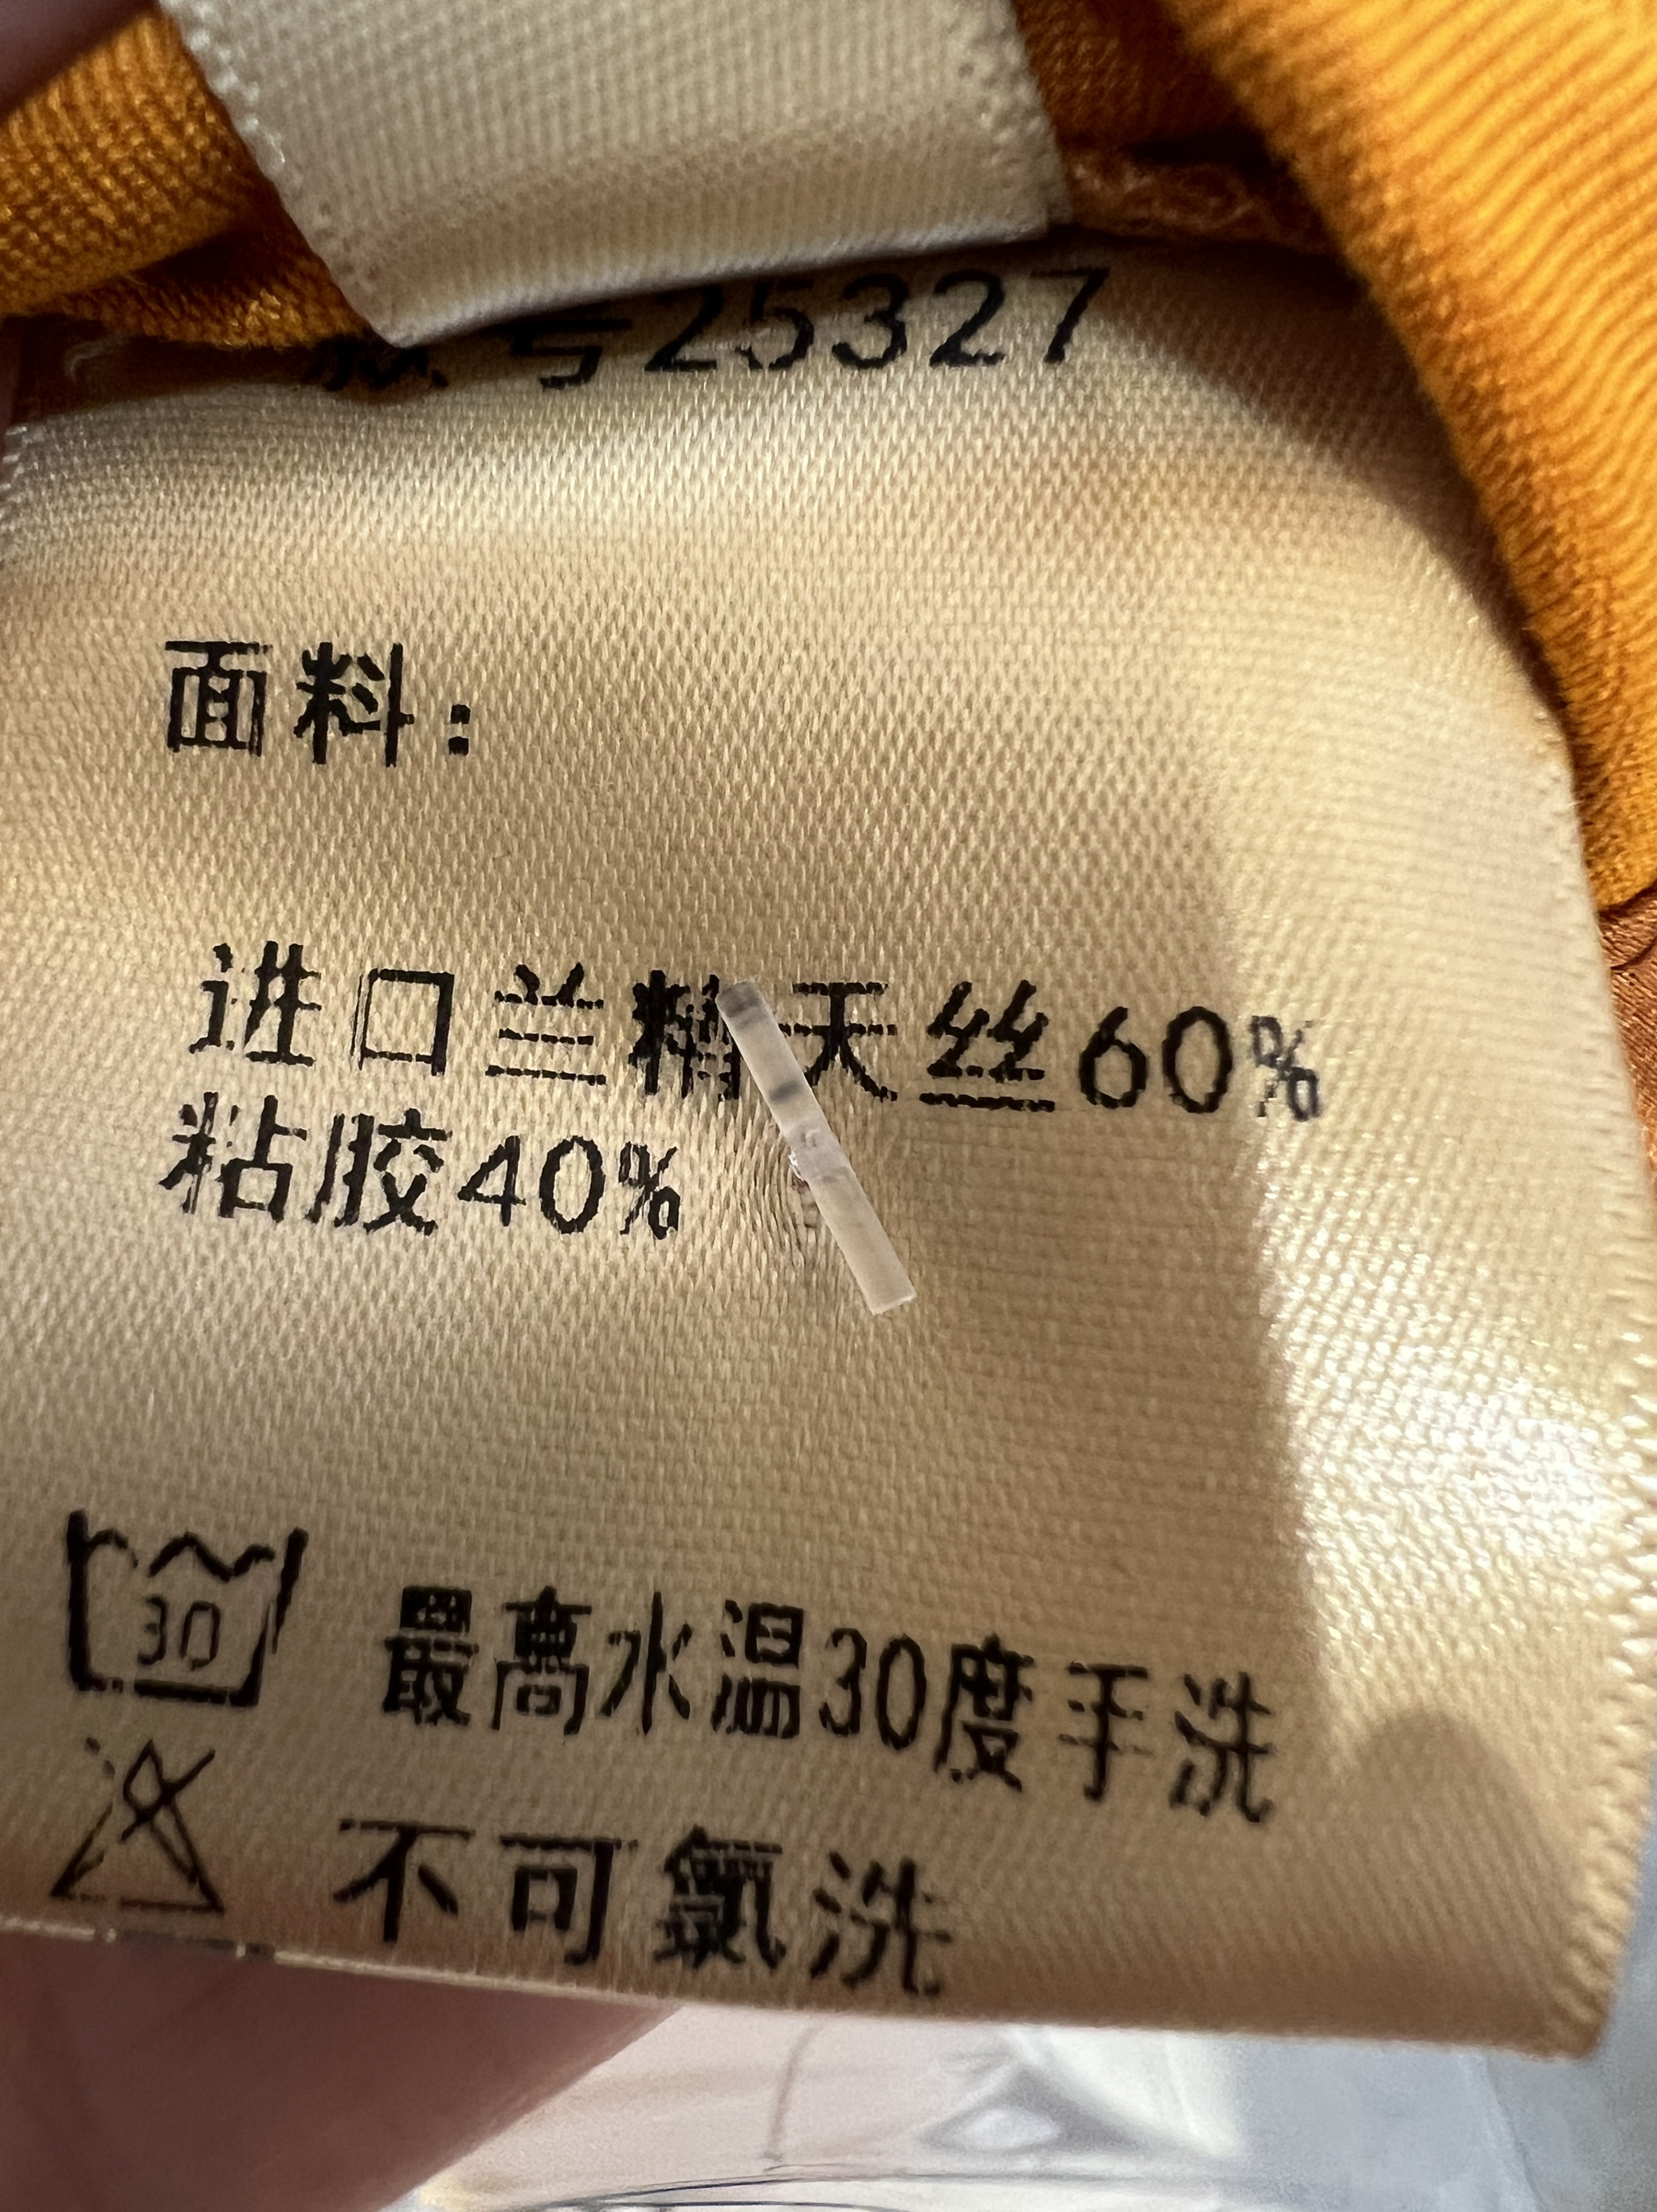 号25327
面料：
进口兰精天丝60%
粘胶40%
30
最高水温30度手洗
不可氯洗